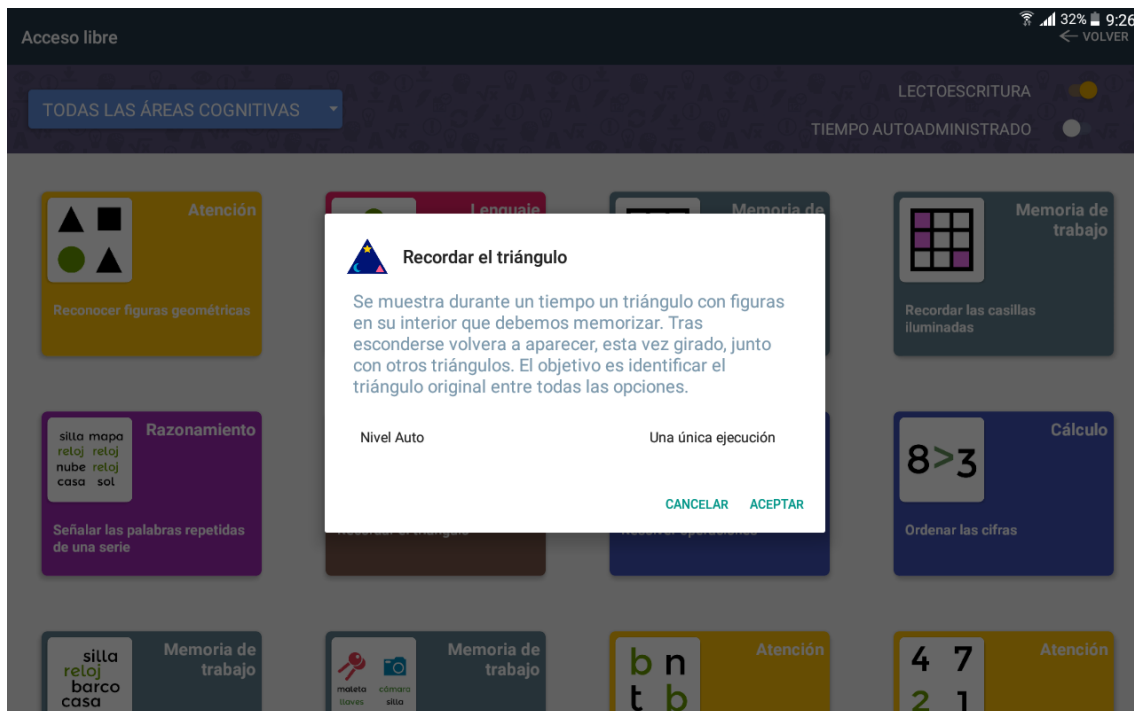 32% 9:26
Acceso libre
VOLVER
TODAS LAS ÁREAS COGNITIVAS
LECTOESCRITURA
TIEMPO AUTOADMINISTRADO
Atención
Reconocer figuras geométricas
Lenguaje
Memoria de
Memoria de
trabajo
Recordar las casillas
iluminadas
Recordar el triángulo
Se muestra durante un tiempo un triángulo con figuras
en su interior que debemos memorizar. Tras
esconderse volvera a aparecer, esta vez girado, junto
con otros triángulos. El objetivo es identificar el
triángulo original entre todas las opciones.
Nivel Auto
Una única ejecución
CANCELAR ACEPTAR
silla mapa
reloj reloj
nube reloj
casa sol
Razonamiento
Señalar las palabras repetidas
de una serie
Recordar el triángulo
Resolver operaciones
8>3
Cálculo
Ordenar las cifras
silla
reloj
barco
casa
Memoria de
trabajo
maleta cámara
llaves silla
Memoria de
trabajo
b n
t b
Atención
4 7
2 1
Atención